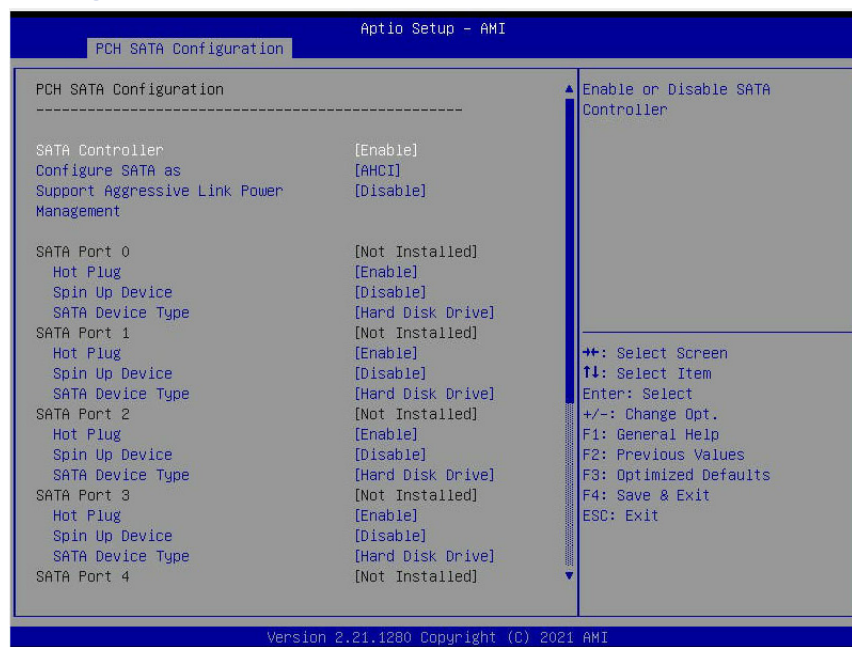 Aptio Setup – AMI
PCH SATA Configuration
PCH SATA Configuration
--------------------------------------------------
SATA Controller [Enable]
Configure SATA as [AHCI]
Support Aggressive Link Power [Disable]
Management
SATA Port 0 [Not Installed]
Hot Plug [Enable]
Spin Up Device [Disable]
SATA Device Type [Hard Disk Drive]
SATA Port 1 [Not Installed]
Hot Plug [Enable]
Spin Up Device [Disable]
SATA Device Type [Hard Disk Drive]
SATA Port 2 [Not Installed]
Hot Plug [Enable]
Spin Up Device [Disable]
SATA Device Type [Hard Disk Drive]
SATA Port 3 [Not Installed]
Hot Plug [Enable]
Spin Up Device [Disable]
SATA Device Type [Hard Disk Drive]
SATA Port 4 [Not Installed]
Enable or Disable SATA
Controller
→←: Select Screen
↑↓: Select Item
Enter: Select
+/-: Change Opt.
F1: General Help
F2: Previous Values
F3: Optimized Defaults
F4: Save & Exit
ESC: Exit
Version 2.21.1280 Copyright (C) 2021 AMI